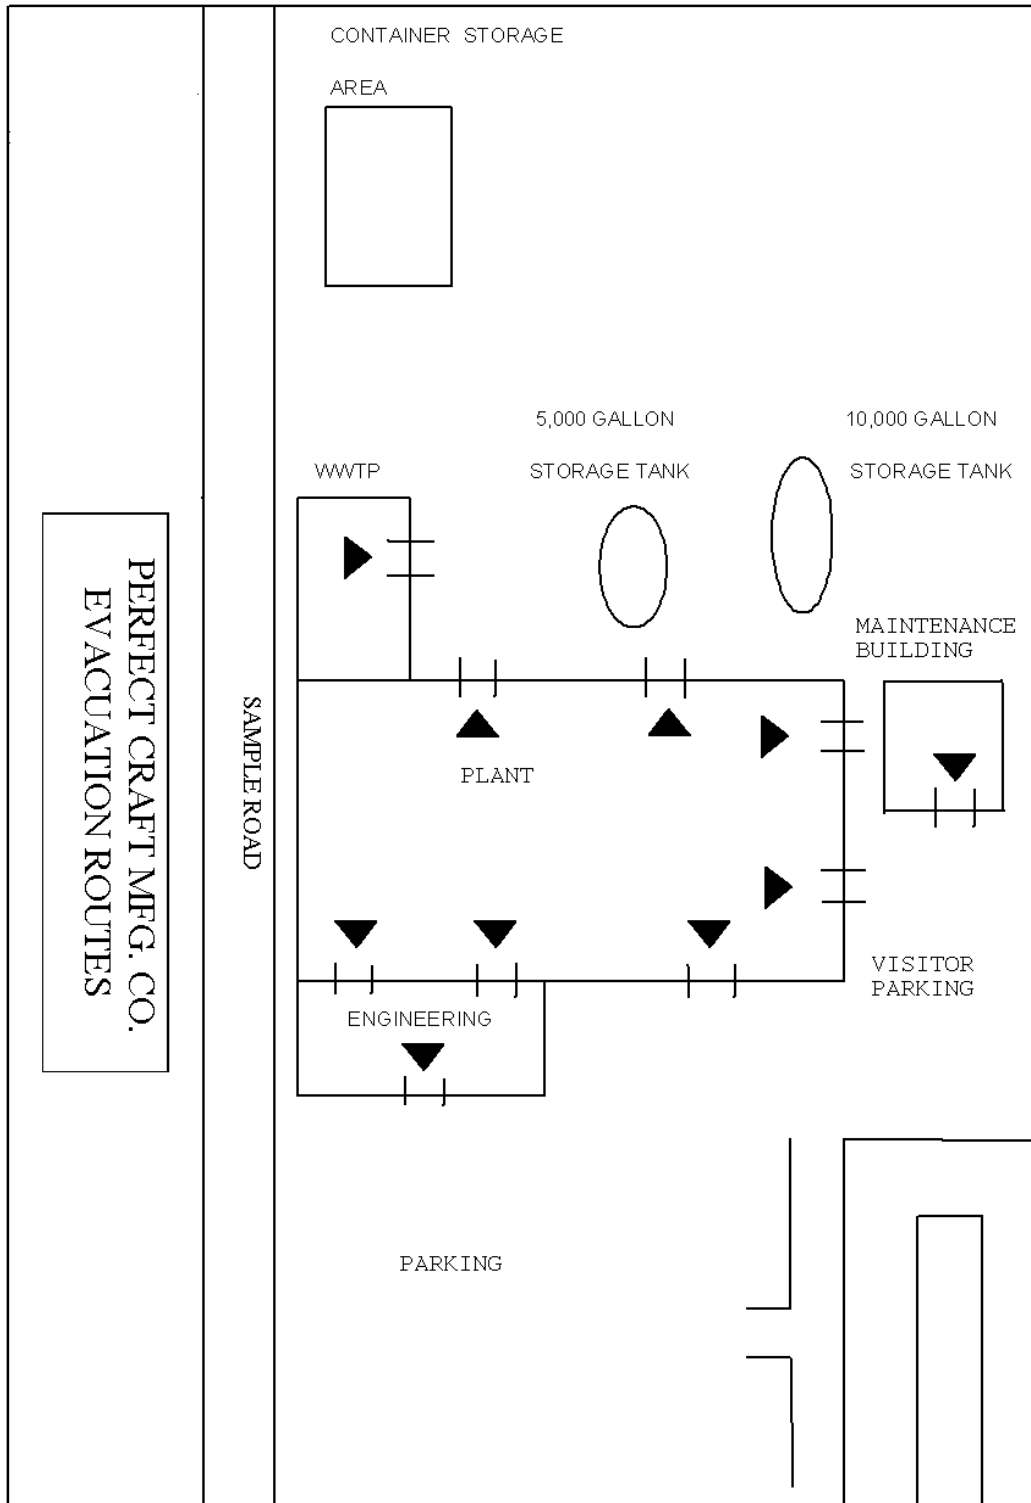 CONTAINER STORAGE
AREA
5,000 GALLON
STORAGE TANK
10,000 GALLON
STORAGE TANK
WWTP
MAINTENANCE
BUILDING
PERFECT CRAFT MFG. CO.
EVACUATION ROUTES
SAMPLE ROAD
PLANT
VISITOR
PARKING
ENGINEERING
PARKING